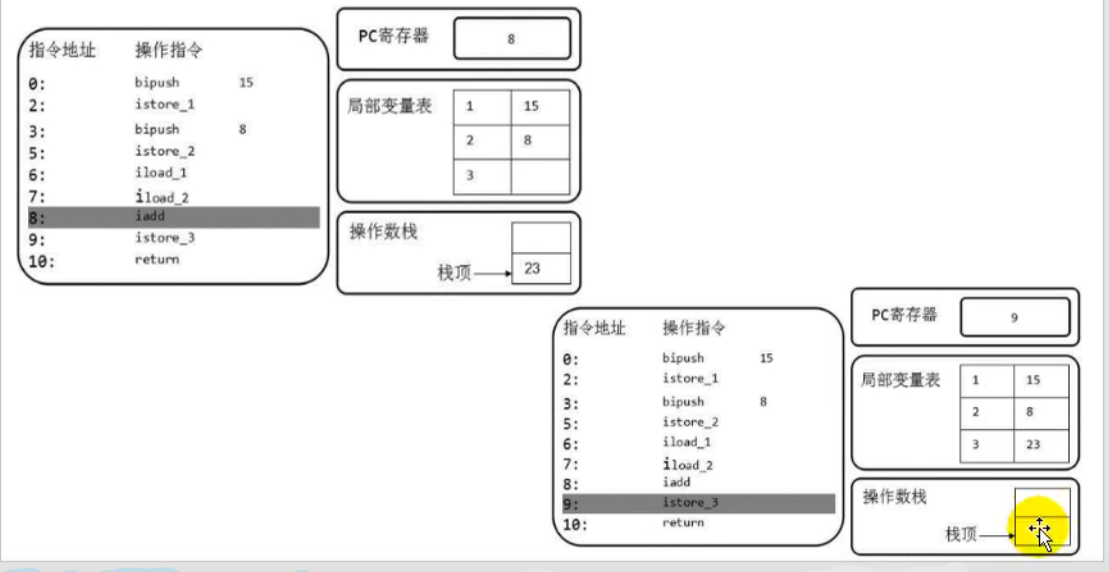 指令地址 操作指令
0: bipush 15
2: istore_1
3: bipush 8
5: istore_2
6: iload_1
7: iload_2
8: iadd
9: istore_3
10: return
PC寄存器 8
局部变量表 1 15
2 8
3
操作数栈
栈顶 23
指令地址 操作指令
0: bipush 15
2: istore_1
3: bipush 8
5: istore_2
6: iload_1
7: iload_2
8: iadd
9: istore_3
10: return
PC寄存器 9
局部变量表 1 15
2 8
3 23
操作数栈
栈顶